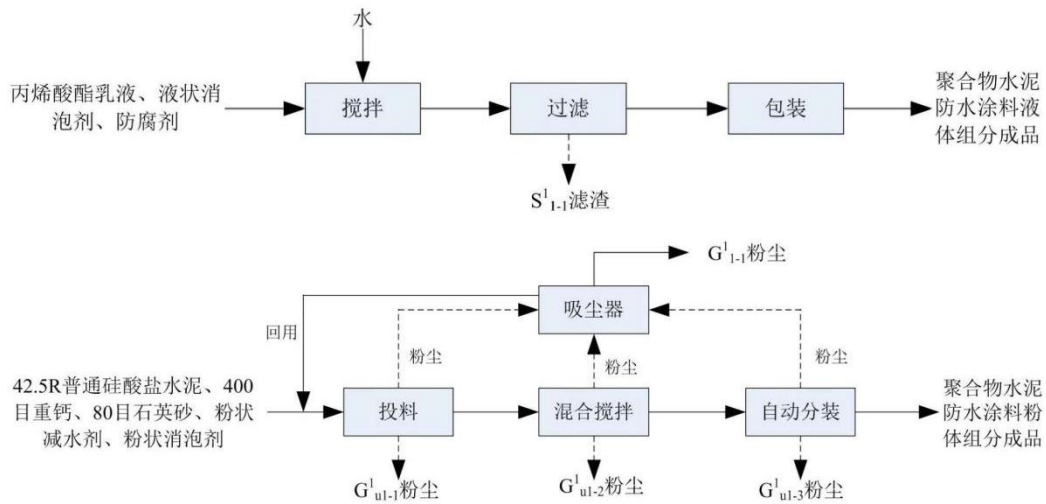 水
丙烯酸酯乳液、液状消
泡剂、防腐剂
搅拌
过滤
包装
聚合物水泥
防水涂料液
体组分成品
S¹₁₋₁滤渣
G¹₁₋₁粉尘
吸尘器
回用
粉尘
粉尘
粉尘
42.5R普通硅酸盐水泥、400
目重钙、80目石英砂、粉状
减水剂、粉状消泡剂
投料
混合搅拌
自动分装
聚合物水泥
防水涂料粉
体组分成品
G¹ᵤ₁₋₁粉尘
G¹ᵤ₁₋₂粉尘
G¹ᵤ₁₋₃粉尘